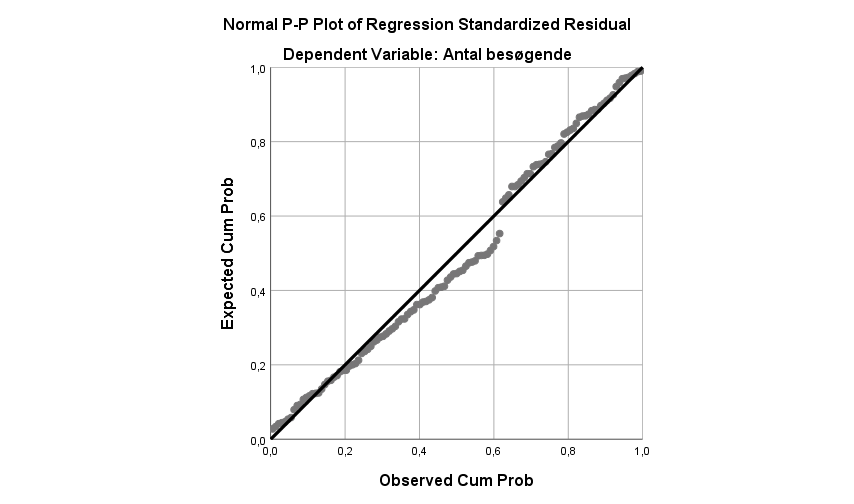 Normal P-P Plot of Regression Standardized Residual
Dependent Variable: Antal besøgende
1,0
0,8
0,6
0,4
0,2
0,0
Expected Cum Prob
0,0 0,2 0,4 0,6 0,8 1,0
Observed Cum Prob